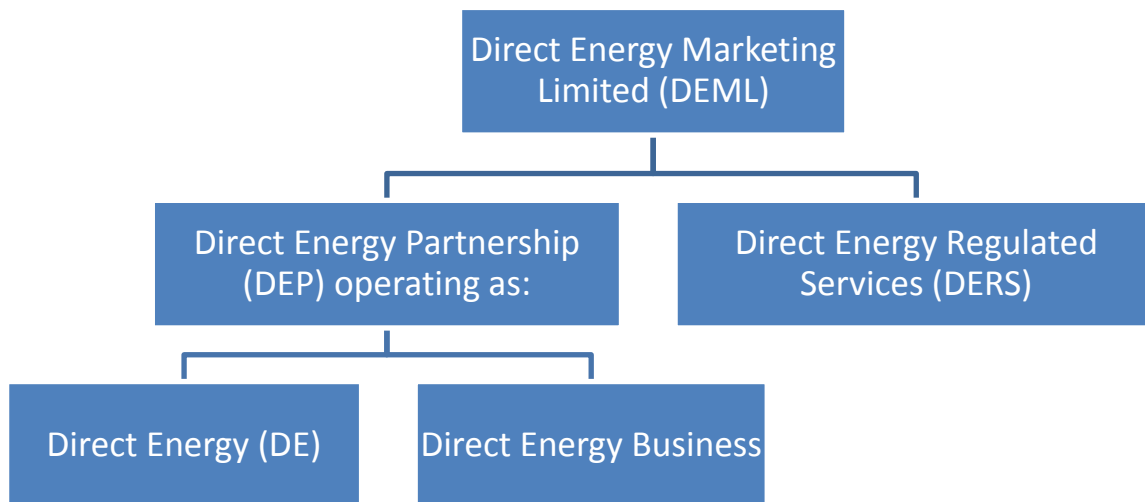 Direct Energy Marketing
Limited (DEML)
Direct Energy Partnership
(DEP) operating as:
Direct Energy Regulated
Services (DERS)
Direct Energy (DE)
Direct Energy Business